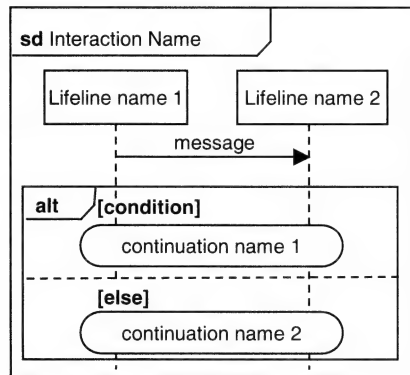 sd Interaction Name
Lifeline name 1 Lifeline name 2
message
alt [condition]
continuation name 1
[else]
continuation name 2